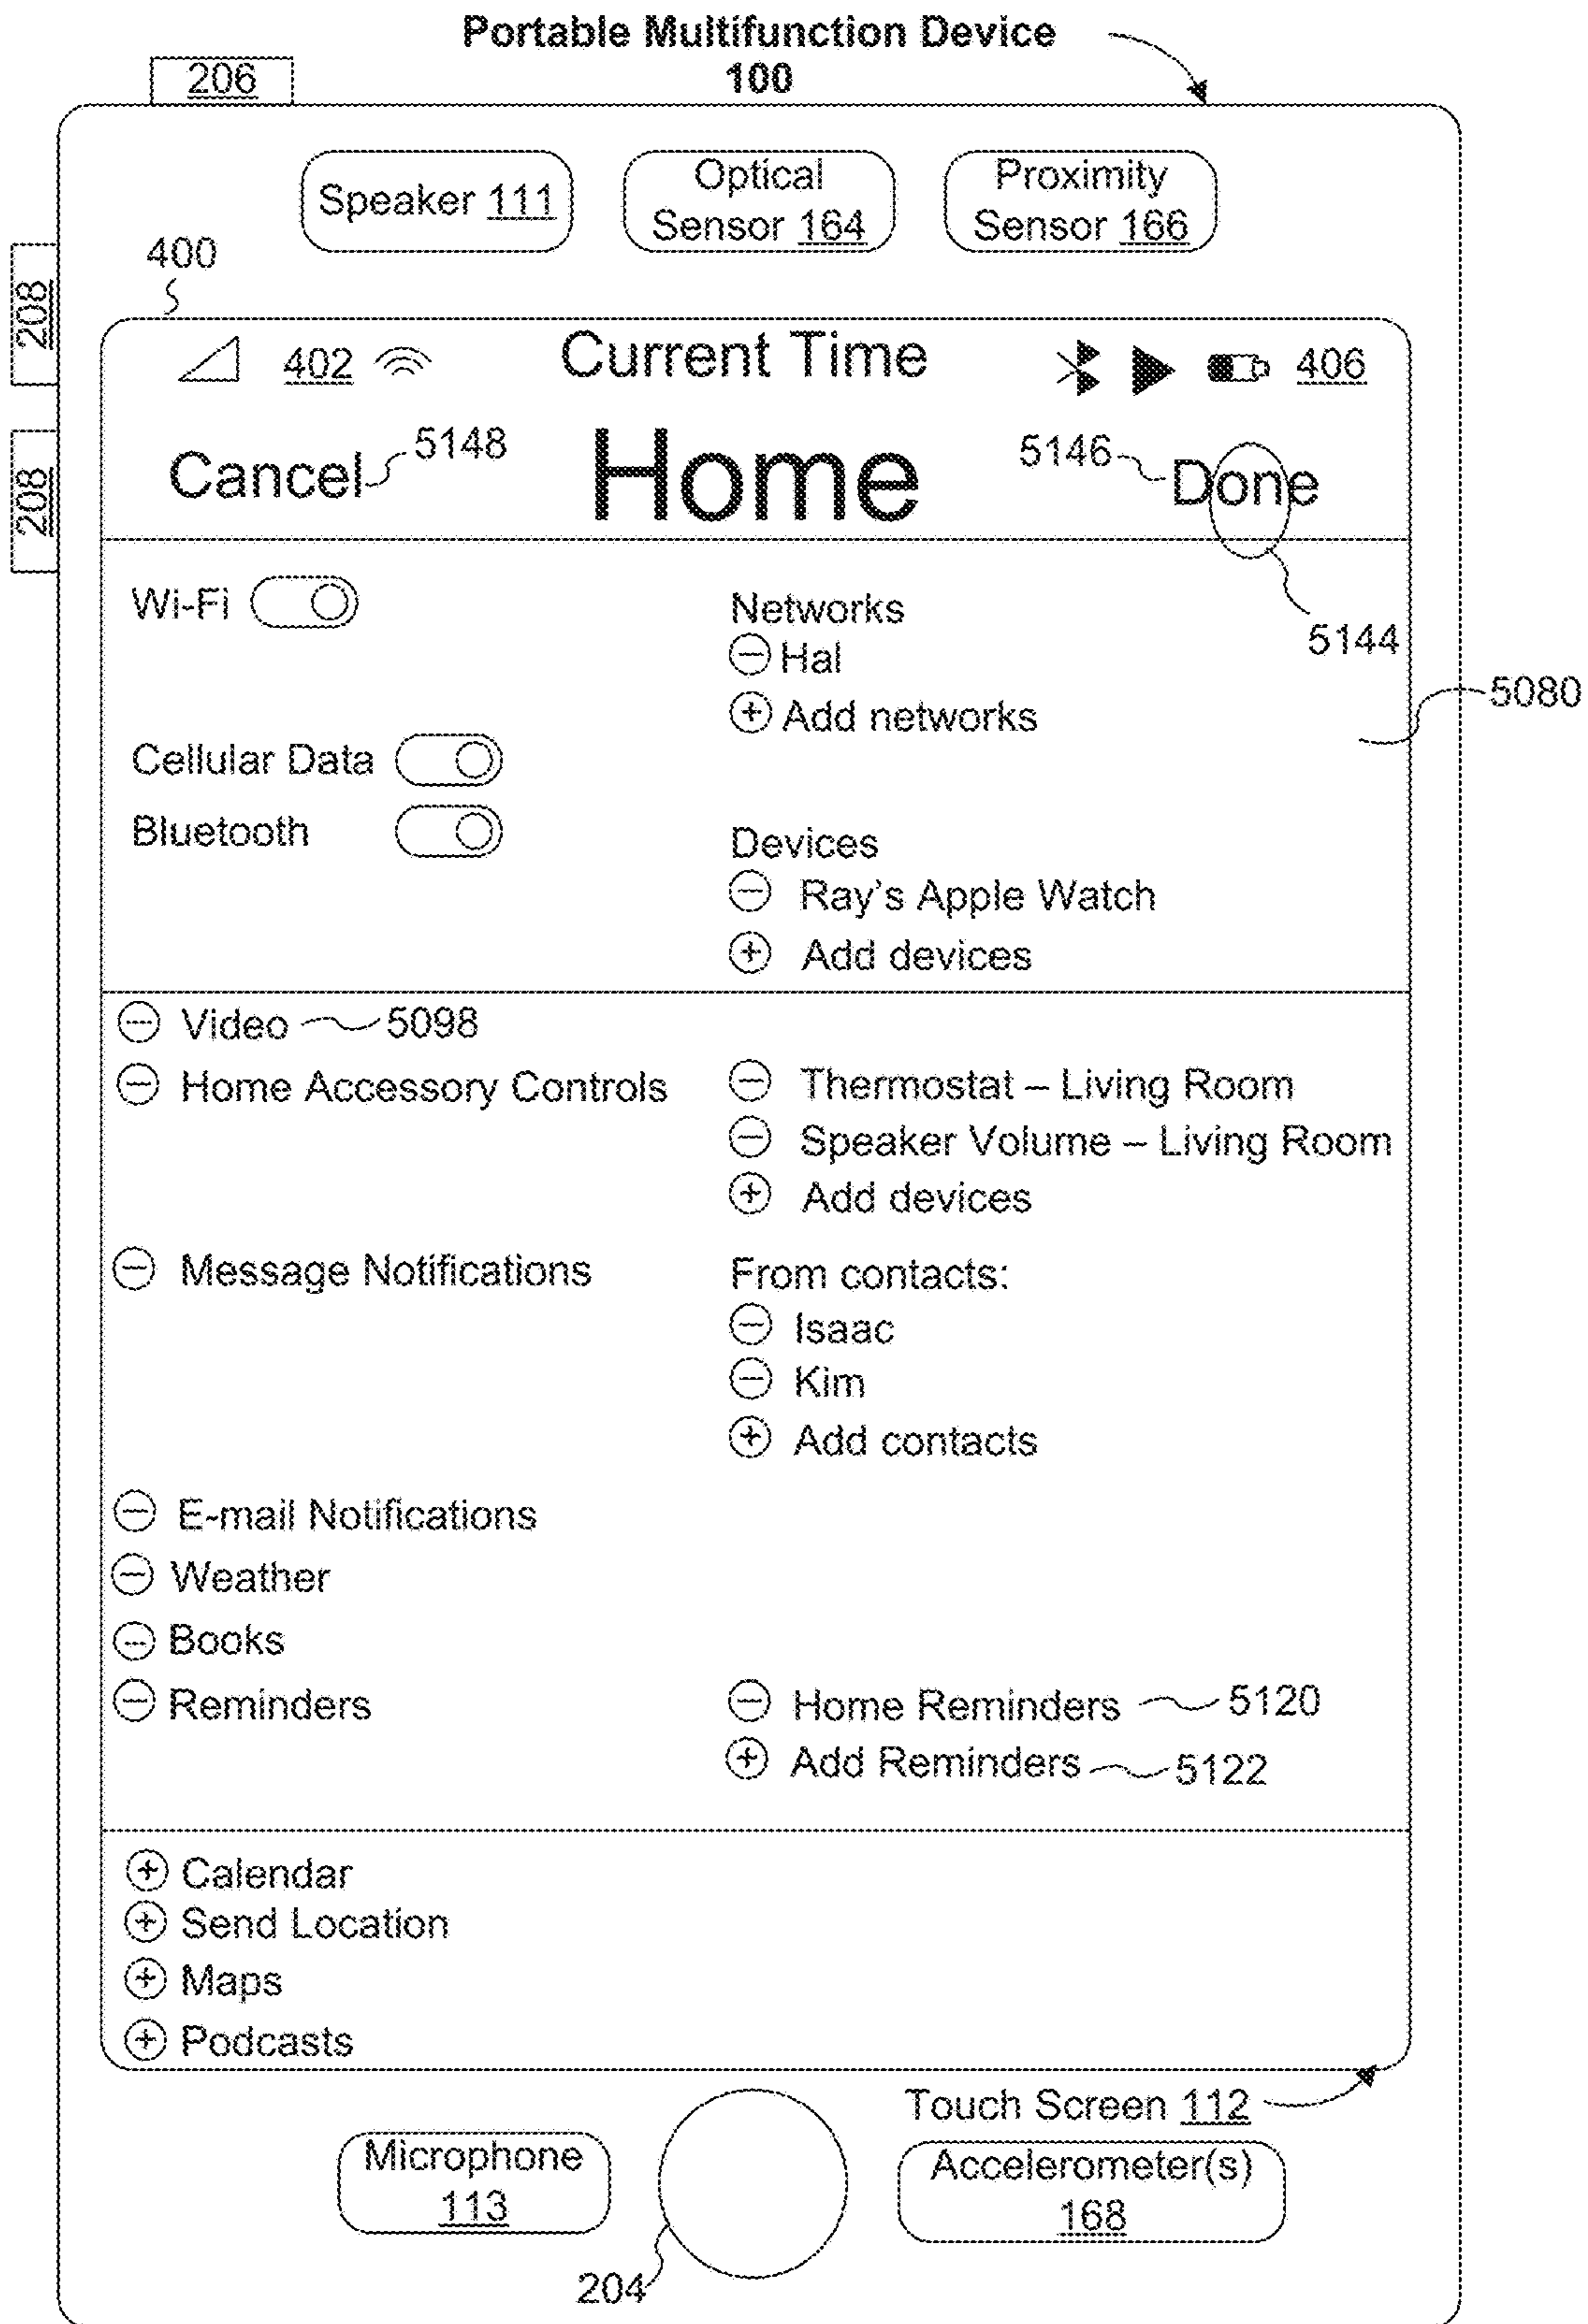 Portable Multifunction Device
100
206
Speaker 111
Optical
Sensor 164
Proximity
Sensor 166
208
208
400
402
Current Time
406
Cancel
5148
Home
5146
Done
5144
5080
Wi-Fi
Networks
Hal
Add networks
Cellular Data
Bluetooth
Devices
Ray's Apple Watch
Add devices
Video
5098
Home Accessory Controls
Thermostat – Living Room
Speaker Volume – Living Room
Add devices
Message Notifications
From contacts:
Isaac
Kim
Add contacts
E-mail Notifications
Weather
Books
Reminders
Home Reminders
5120
Add Reminders
5122
Calendar
Send Location
Maps
Podcasts
Touch Screen 112
Microphone
113
Accelerometer(s)
168
204